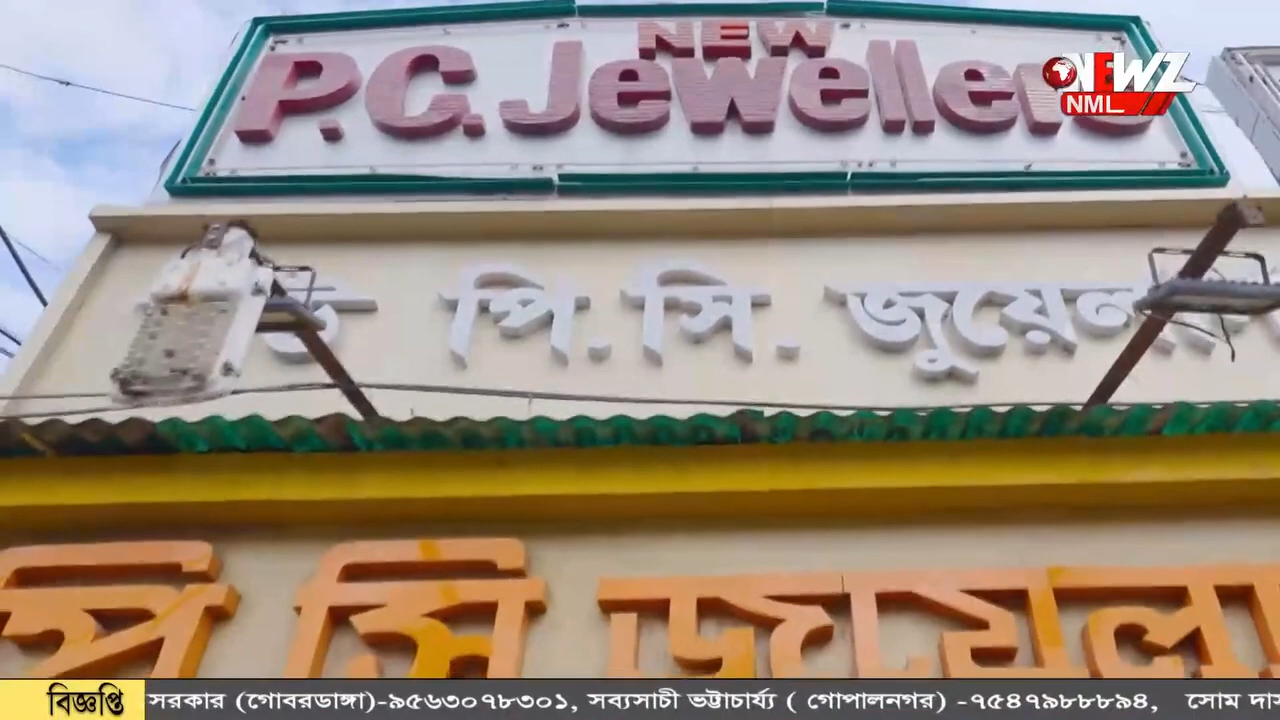 NEW
P.C. Jewellers
NEWZ
NML
উ পি.সি. জুয়েল
পি সি জুয়েলা
বিজ্ঞপ্তি সরকার (গোবরডাঙ্গা)-৯৫৬৩০৭৮৩০১, সব্যসাচী ভট্টাচার্য্য ( গোপালনগর) -৭৫৪৭৯৮৮৮৯৪, সোম দাস